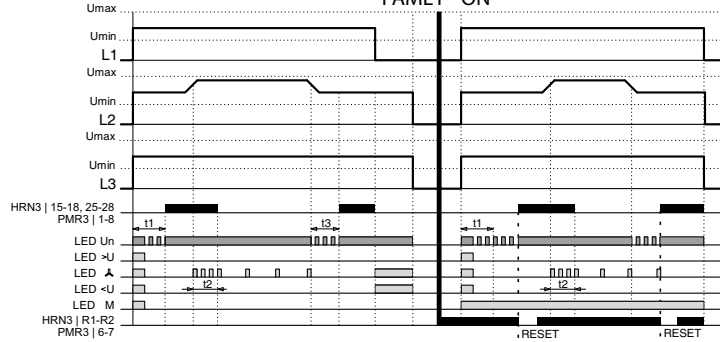 "PAMĚŤ" ON
Umax
Umin
L1
Umax
Umin
L2
Umax
Umin
L3
HRN3 | 15-18, 25-28
PMR3 | 1-8
t1
t3
t1
LED Un
LED >U
LED
LED <U
t2
t2
LED M
HRN3 | R1-R2
PMR3 | 6-7
RESET
RESET